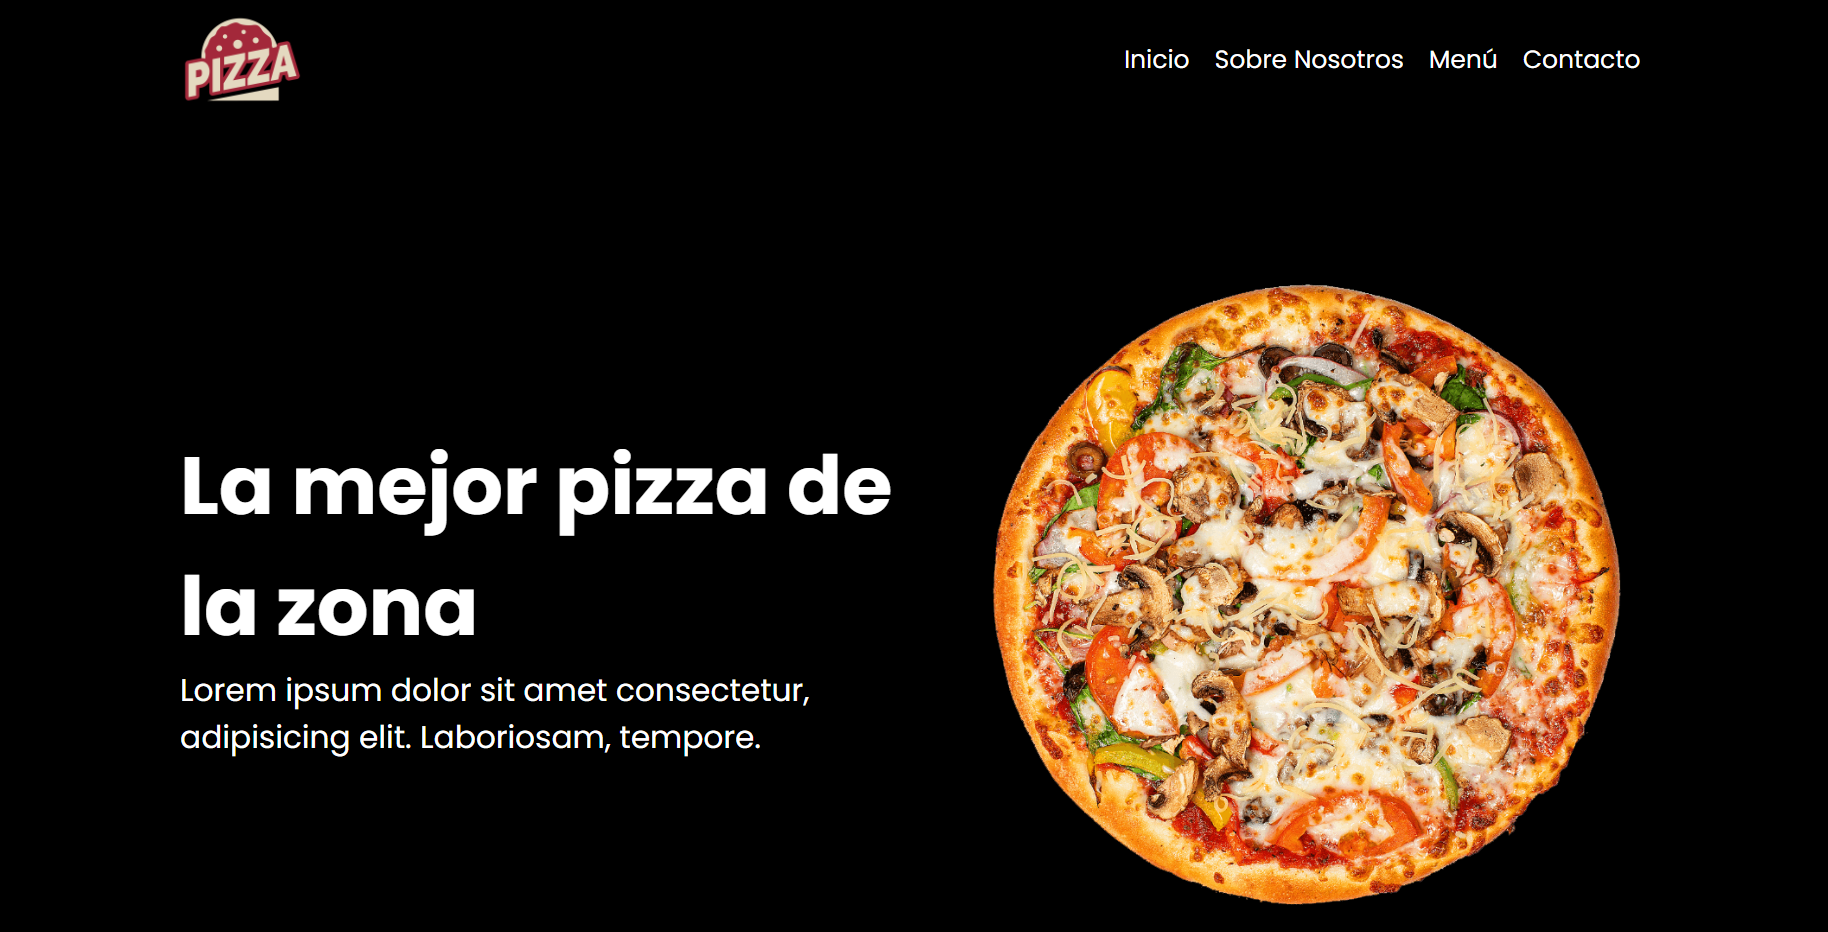 PIZZA
Inicio Sobre Nosotros Menú Contacto
La mejor pizza de
la zona
Lorem ipsum dolor sit amet consectetur,
adipisicing elit. Laboriosam, tempore.